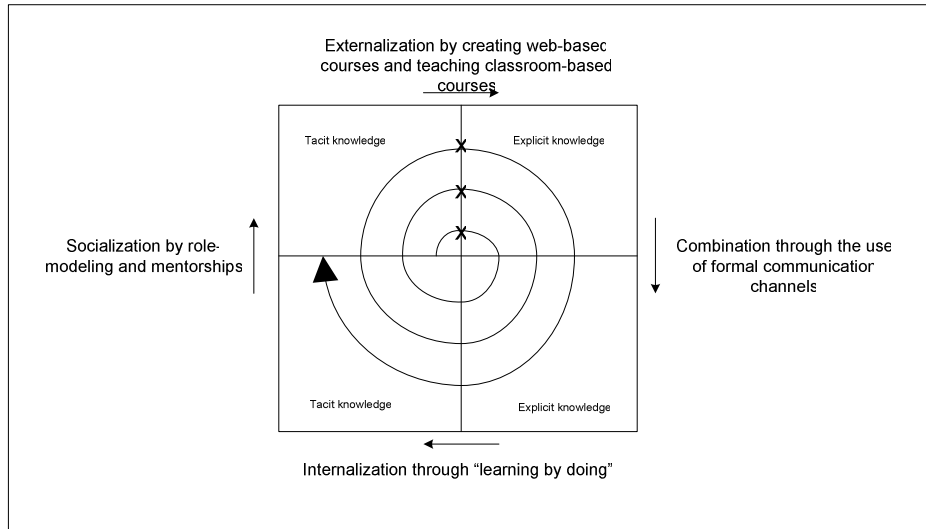 Externalization by creating web-based
courses and teaching classroom-based
courses
Tacit knowledge
Explicit knowledge
X
X
X
Socialization by role-
modeling and mentorships
Combination through the use
of formal communication
channels
Tacit knowledge
Explicit knowledge
Internalization through “learning by doing”